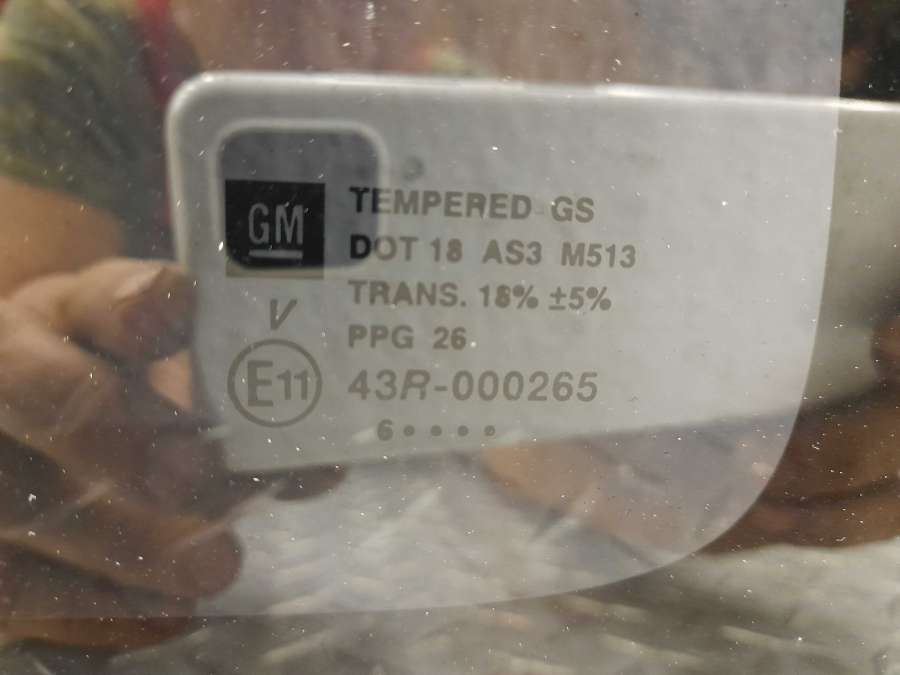 GM
TEMPERED GS
DOT 18 AS3 M513
TRANS. 18% ±5%
V
PPG 26
E11
43R-000265
6••••